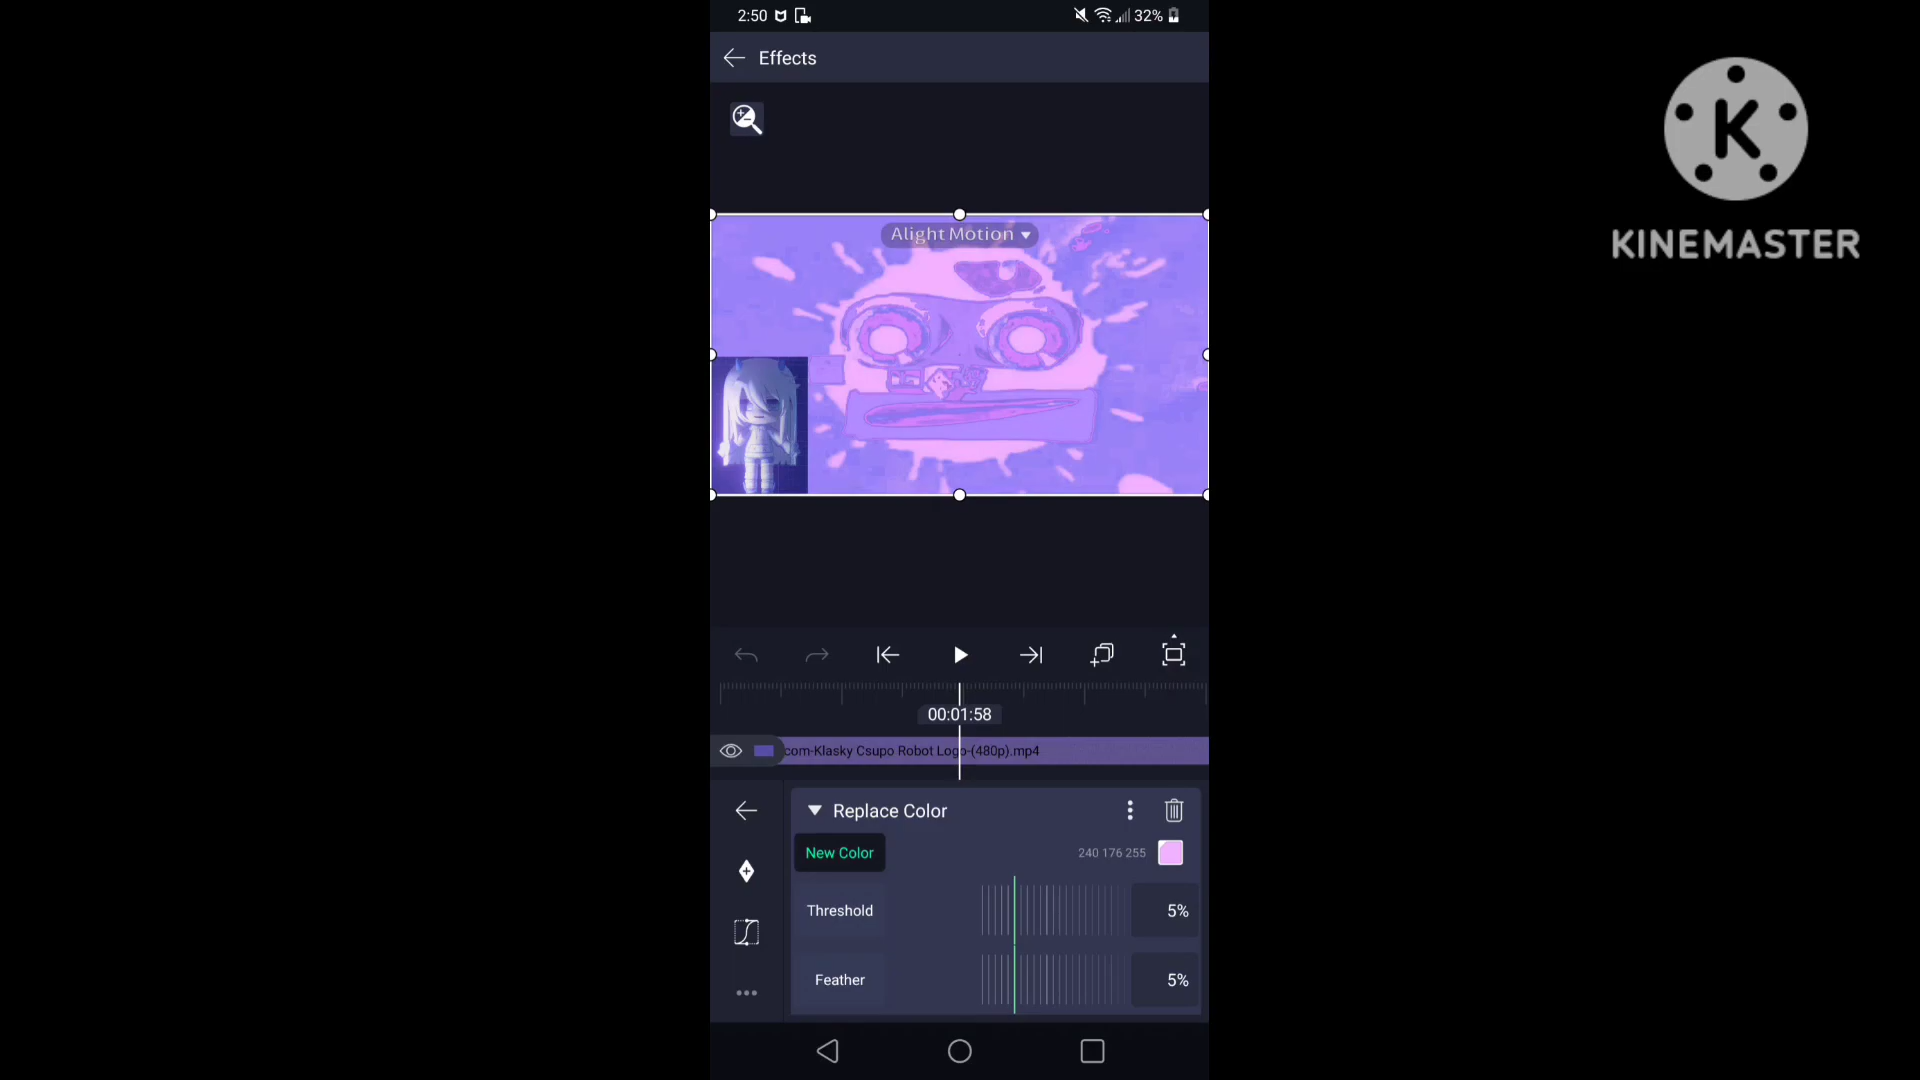 2:50
32%
Effects
K
KINEMASTER
Alight Motion
00:01:58
com-Klasky Csupo Robot Logo-(480p).mp4
Replace Color
New Color
240 176 255
Threshold
5%
Feather
5%